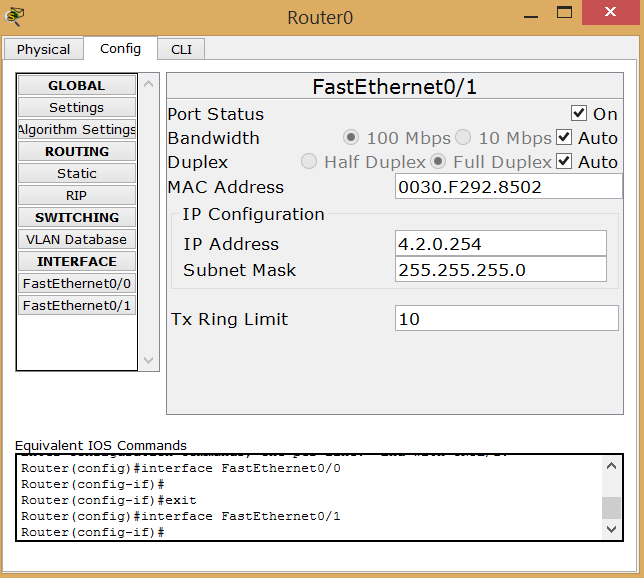 Router0
Physical Config CLI
GLOBAL
Settings
Algorithm Settings
ROUTING
Static
RIP
SWITCHING
VLAN Database
INTERFACE
FastEthernet0/0
FastEthernet0/1
FastEthernet0/1
Port Status On
Bandwidth 100 Mbps 10 Mbps Auto
Duplex Half Duplex Full Duplex Auto
MAC Address 0030.F292.8502
IP Configuration
IP Address 4.2.0.254
Subnet Mask 255.255.255.0
Tx Ring Limit 10
Equivalent IOS Commands
Router(config)#interface FastEthernet0/0
Router(config-if)#
Router(config-if)#exit
Router(config)#interface FastEthernet0/1
Router(config-if)#